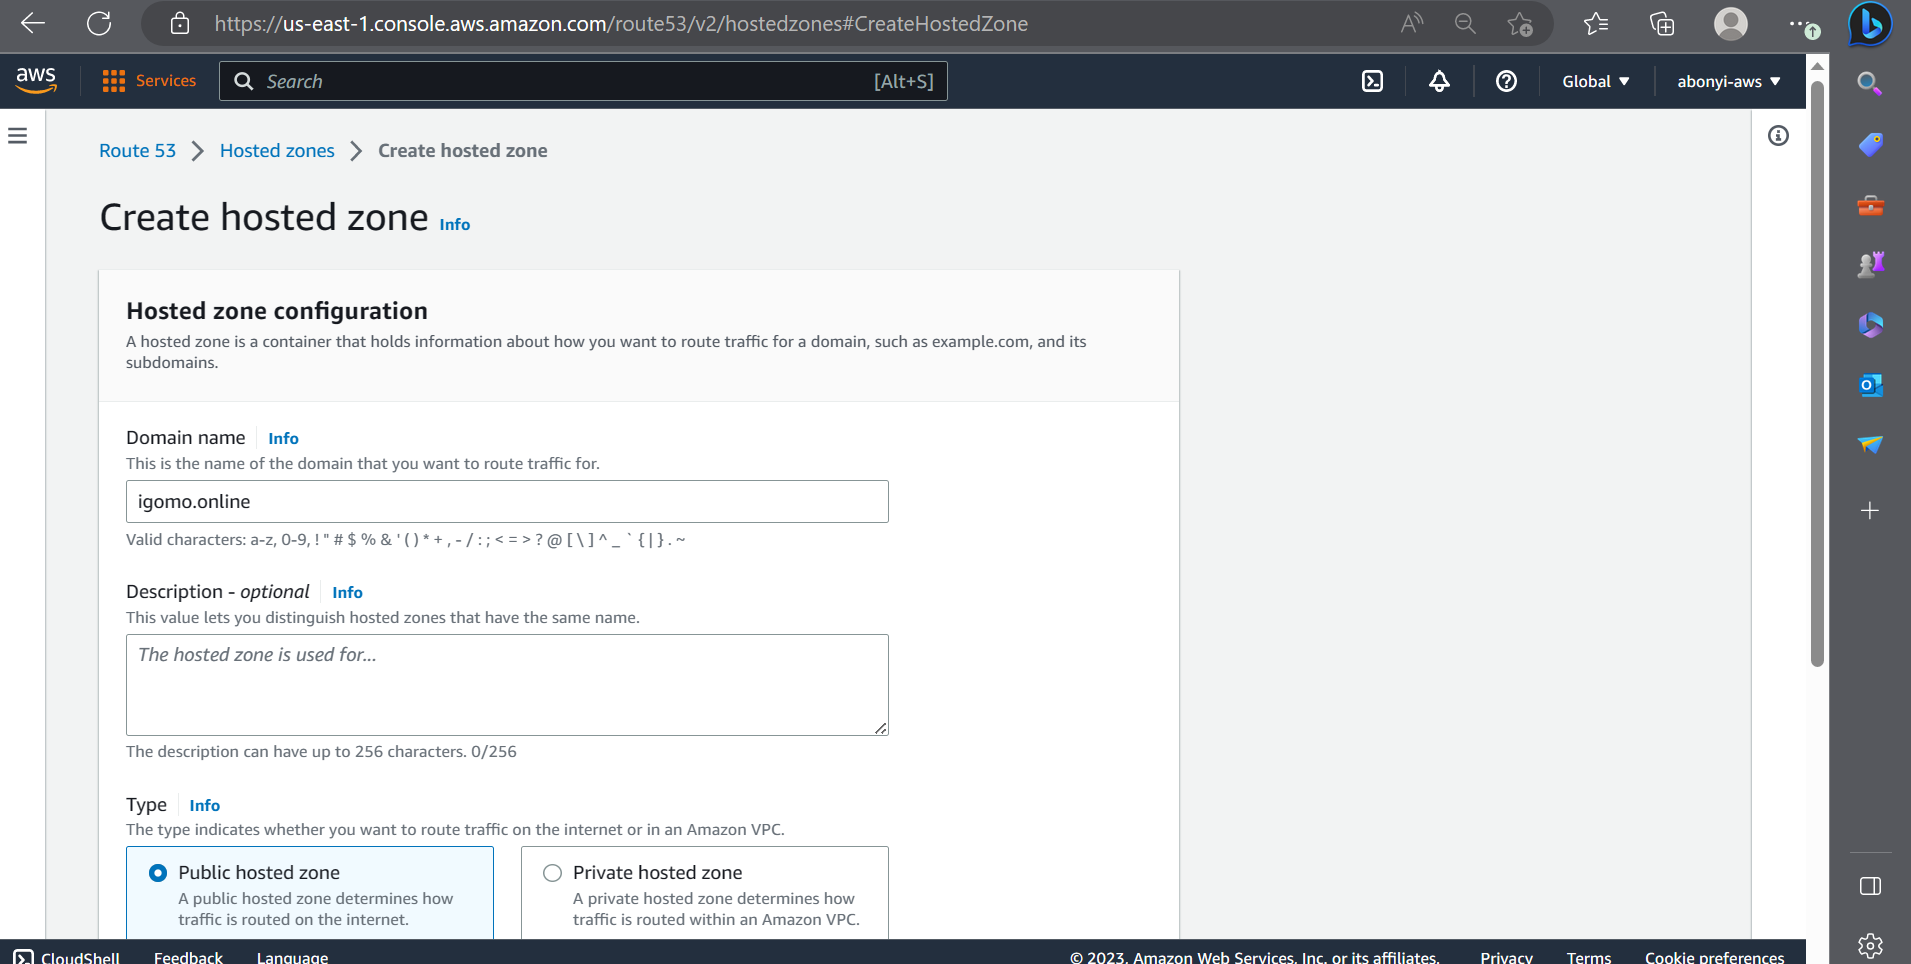 https://us-east-1.console.aws.amazon.com/route53/v2/hostedzones#CreateHostedZone
aws
Services
Search
[Alt+S]
Global
abonyi-aws
Route 53 > Hosted zones > Create hosted zone
Create hosted zone Info
Hosted zone configuration
A hosted zone is a container that holds information about how you want to route traffic for a domain, such as example.com, and its
subdomains.
Domain name Info
This is the name of the domain that you want to route traffic for.
igomo.online
Valid characters: a-z, 0-9, ! " # $ % & ' ( ) * + , - / : ; < = > ? @ [ \ ] ^ _ ` { | } . ~
Description - optional Info
This value lets you distinguish hosted zones that have the same name.
The hosted zone is used for...
The description can have up to 256 characters. 0/256
Type Info
The type indicates whether you want to route traffic on the internet or in an Amazon VPC.
Public hosted zone
A public hosted zone determines how
traffic is routed on the internet.
Private hosted zone
A private hosted zone determines how
traffic is routed within an Amazon VPC.
CloudShell Feedback Language © 2023, Amazon Web Services, Inc. or its affiliates. Privacy Terms Cookie preferences